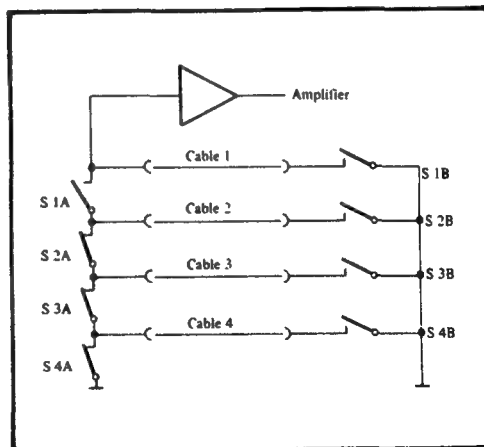 Amplifier
Cable 1
S 1B
S 1A
Cable 2
S 2B
S 2A
Cable 3
S 3B
S 3A
Cable 4
S 4B
S 4A